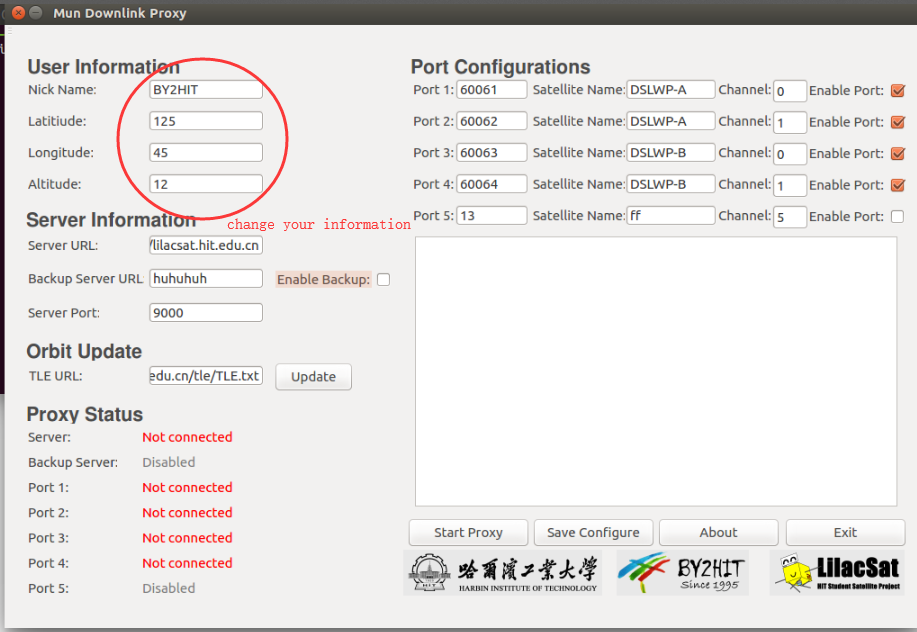 Mun Downlink Proxy
User Information
Nick Name: BY2HIT
Latitiude: 125
Longitude: 45
Altitude: 12
change your information
Server Information
Server URL: /lilacsat.hit.edu.cn
Backup Server URL: huhuhuh Enable Backup:
Server Port: 9000
Orbit Update
TLE URL: edu.cn/tle/TLE.txt Update
Proxy Status
Server: Not connected
Backup Server: Disabled
Port 1: Not connected
Port 2: Not connected
Port 3: Not connected
Port 4: Not connected
Port 5: Disabled
Port Configurations
Port 1: 60061 Satellite Name: DSLWP-A Channel: 0 Enable Port:
Port 2: 60062 Satellite Name: DSLWP-A Channel: 1 Enable Port:
Port 3: 60063 Satellite Name: DSLWP-B Channel: 0 Enable Port:
Port 4: 60064 Satellite Name: DSLWP-B Channel: 1 Enable Port:
Port 5: 13 Satellite Name: ff Channel: 5 Enable Port:
Start Proxy Save Configure About Exit
哈爾濱工業大學
HARBIN INSTITUTE OF TECHNOLOGY
BY2HIT
Since 1995
LilacSat
HIT Student Satellite Project